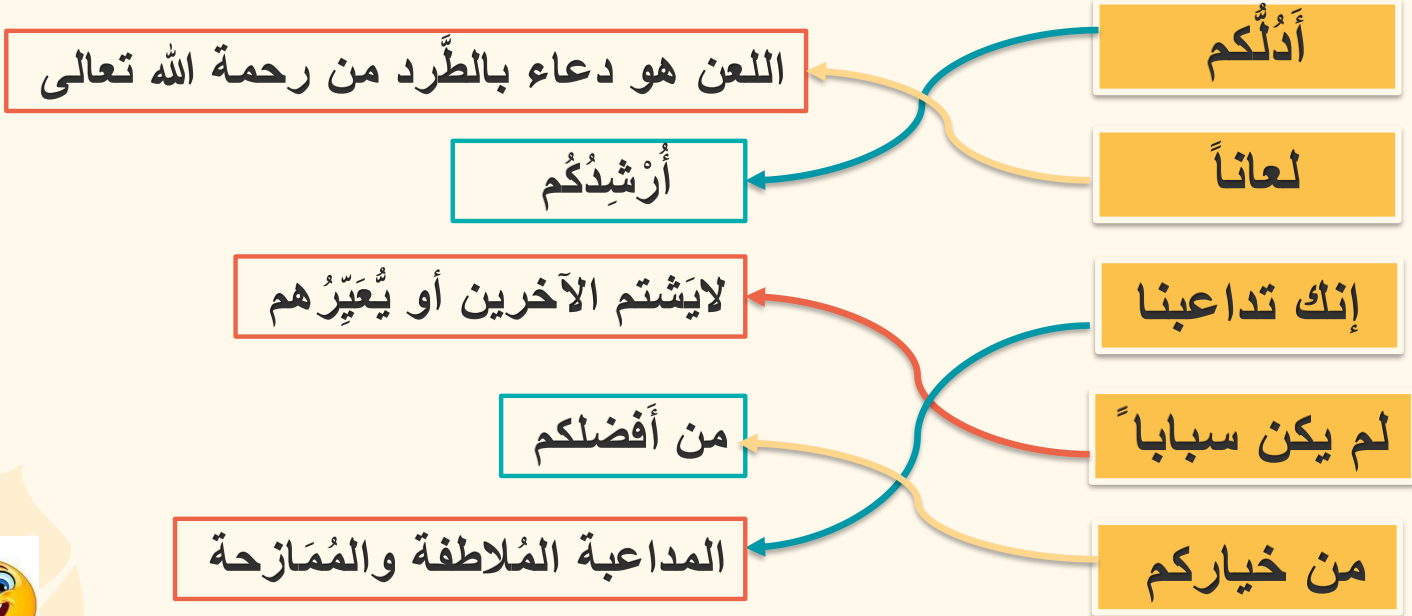 أَدُلُّكم
اللعن هو دعاء بالطَّرد من رحمة الله تعالى
لعاناً
أُرْشِدُكُم
إنك تداعبنا
لايَشتم الآخرين أو يُّعَيِّرُهم
لم يكن سبابا ً
من أَفضلكم
من خياركم
المداعبة المُلاطفة والمُمَازحة